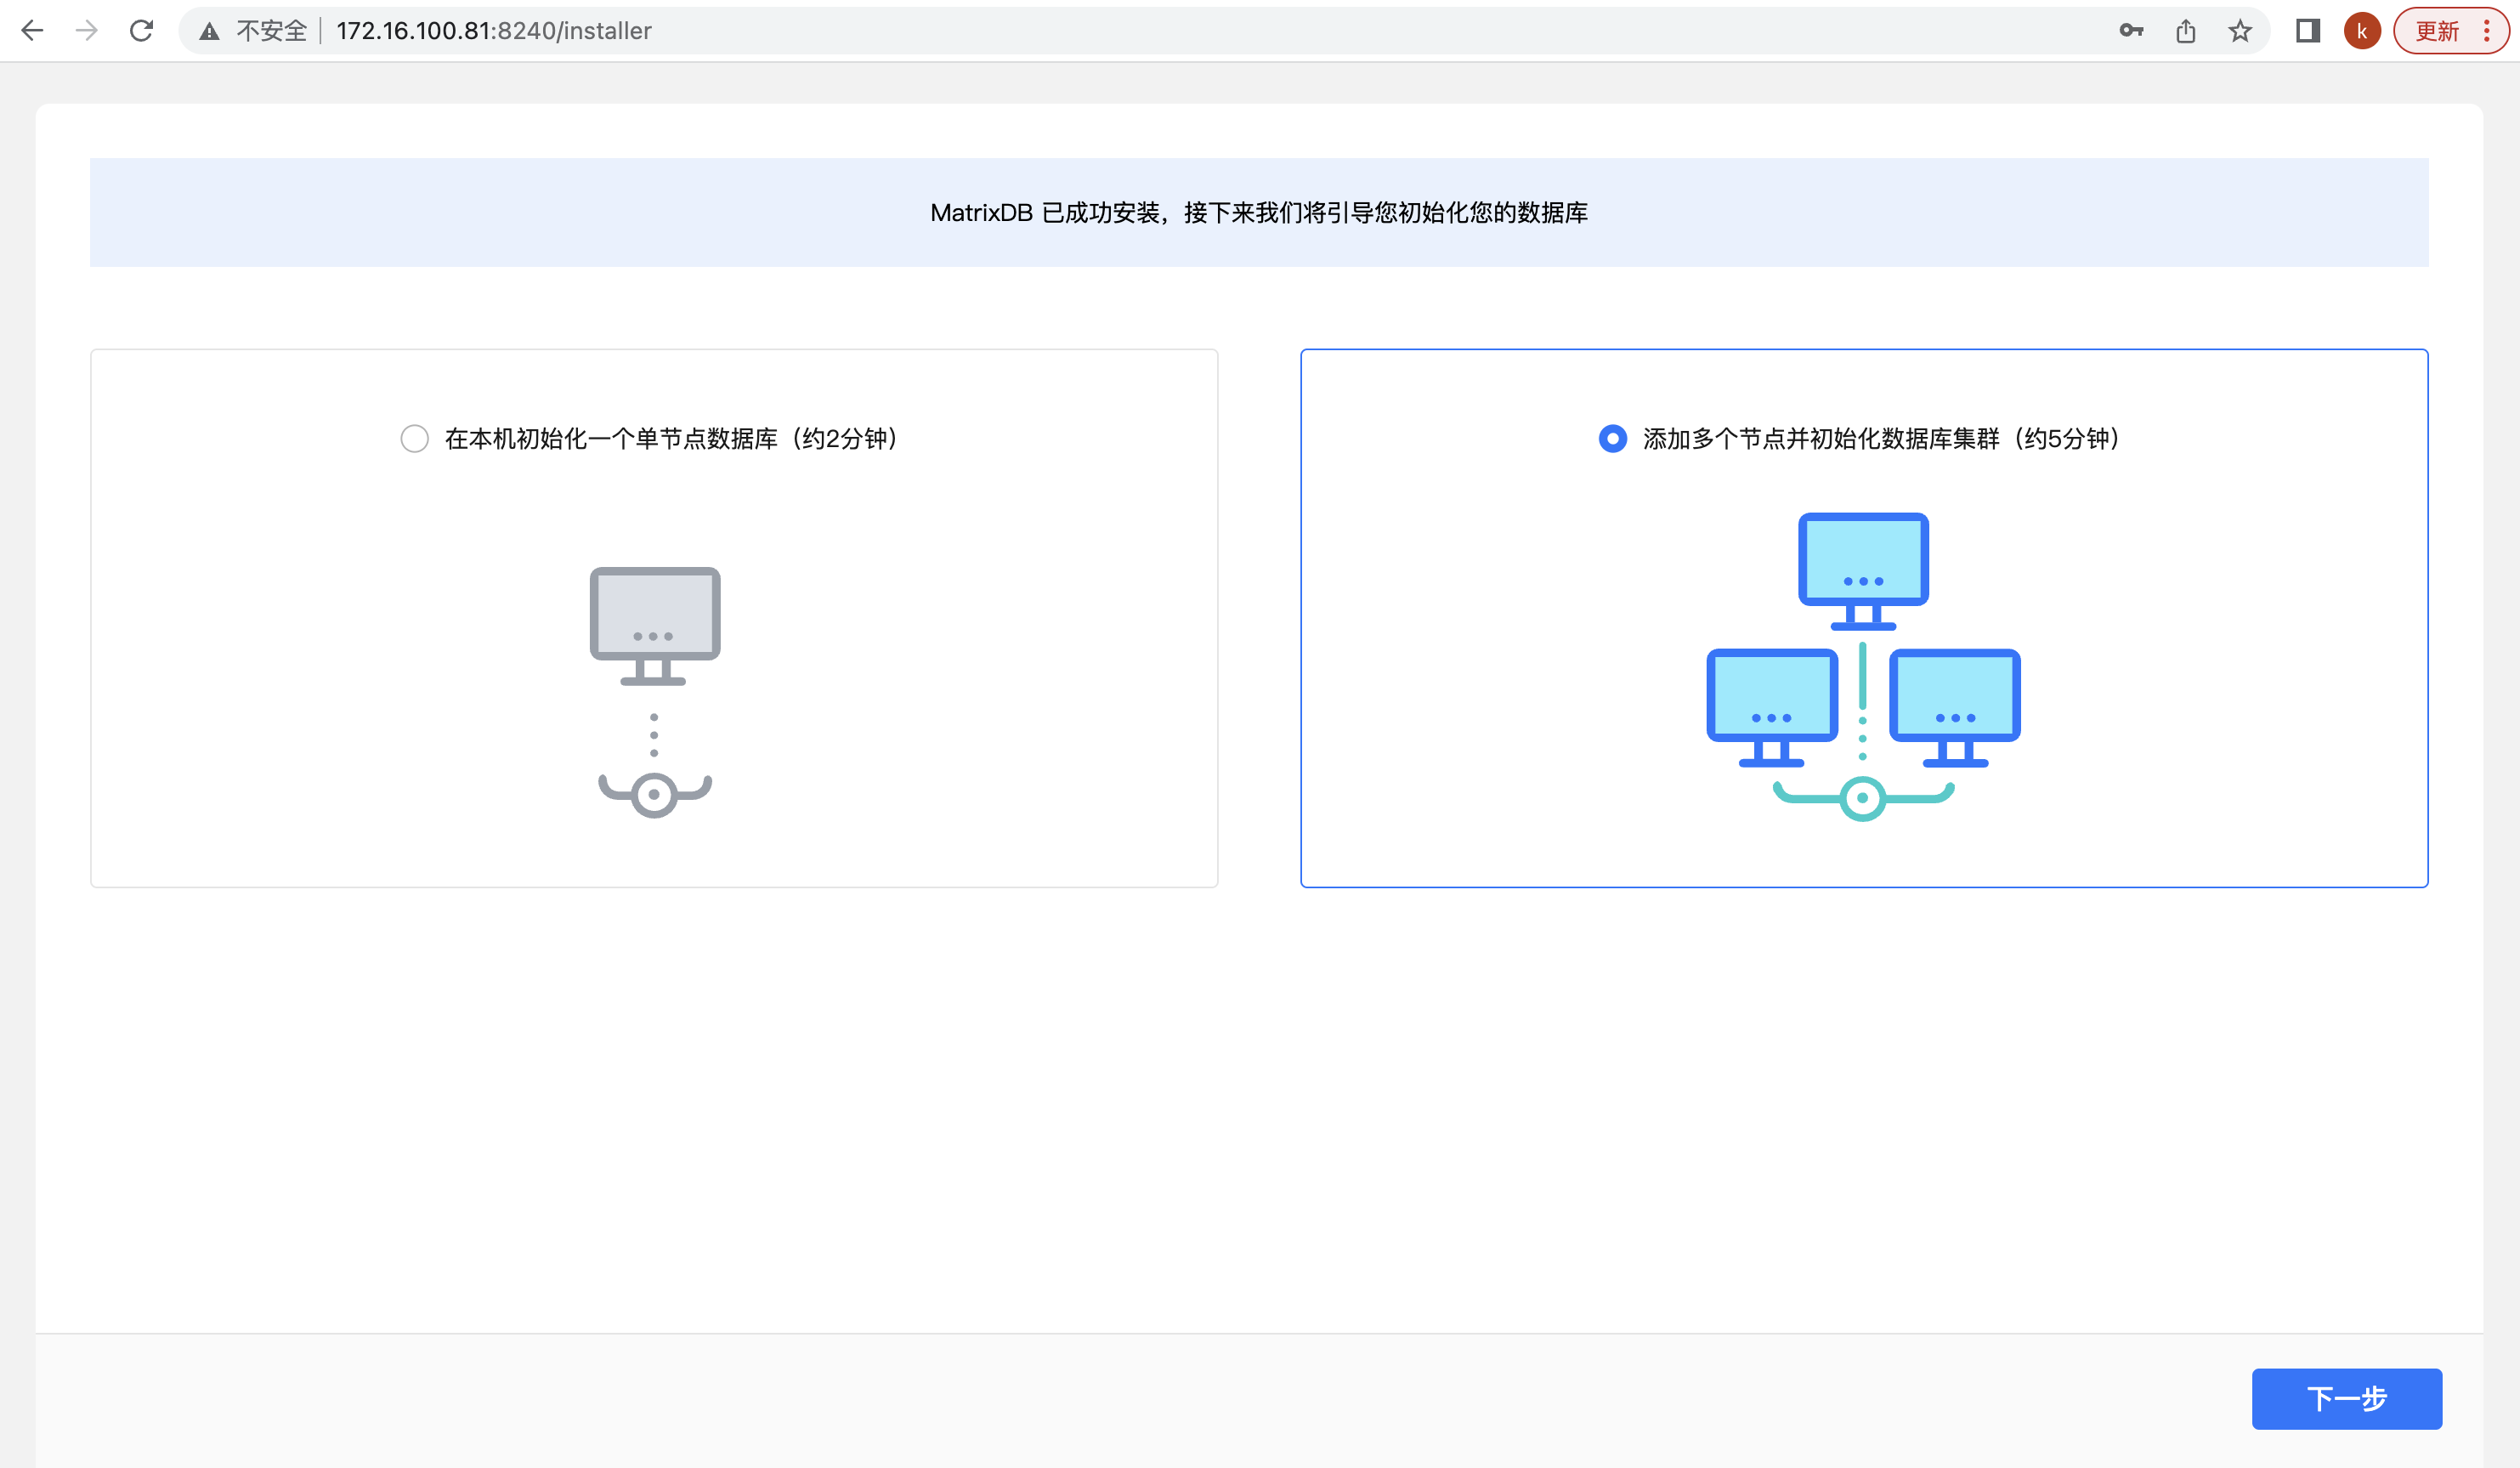 不安全 172.16.100.81:8240/installer
k
更新
MatrixDB 已成功安装，接下来我们将引导您初始化您的数据库
在本机初始化一个单节点数据库（约2分钟）
添加多个节点并初始化数据库集群（约5分钟）
下一步